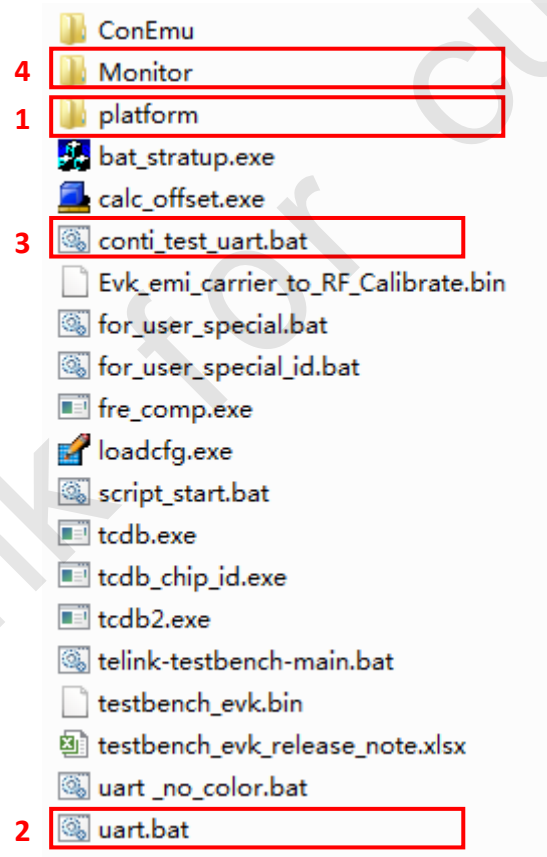 ConEmu
4 Monitor
1 platform
bat_stratup.exe
calc_offset.exe
3 conti_test_uart.bat
Evk_emi_carrier_to_RF_Calibrate.bin
for_user_special.bat
for_user_special_id.bat
fre_comp.exe
loadcfg.exe
script_start.bat
tcdb.exe
tcdb_chip_id.exe
tcdb2.exe
telink-testbench-main.bat
testbench_evk.bin
testbench_evk_release_note.xlsx
uart _no_color.bat
2 uart.bat
for